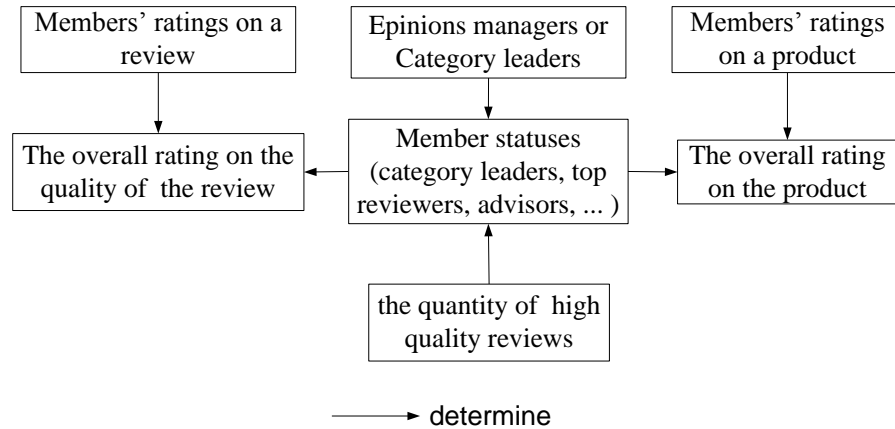 Members’ ratings on a
review
Epinions managers or
Category leaders
Members’ ratings
on a product
The overall rating on the
quality of  the review
Member statuses
(category leaders, top
reviewers, advisors, ... )
The overall rating
on the product
the quantity of  high
quality reviews
determine